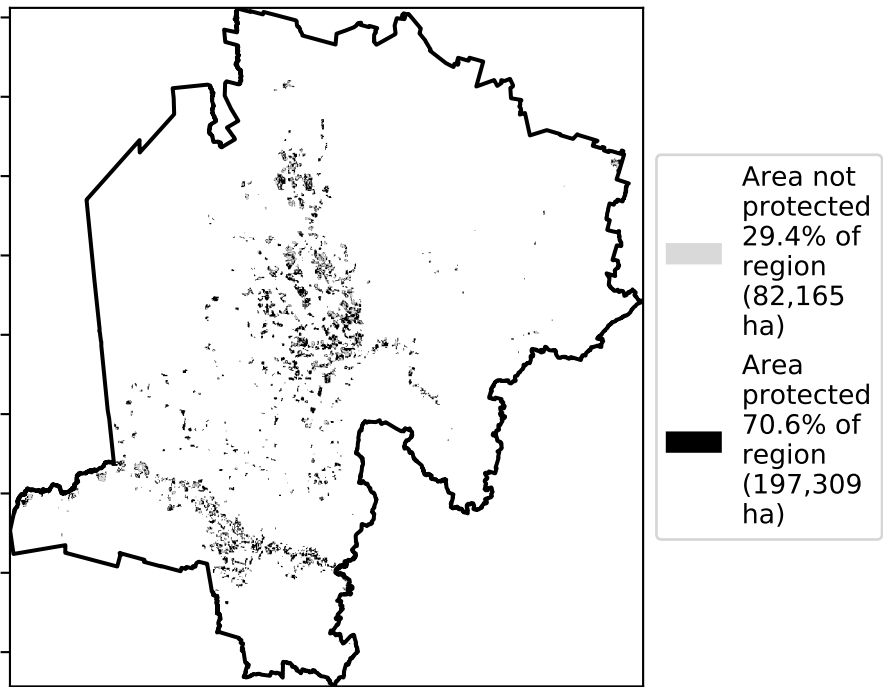 Area not
protected
29.4% of
region
(82,165
ha)
Area
protected
70.6% of
region
(197,309
ha)